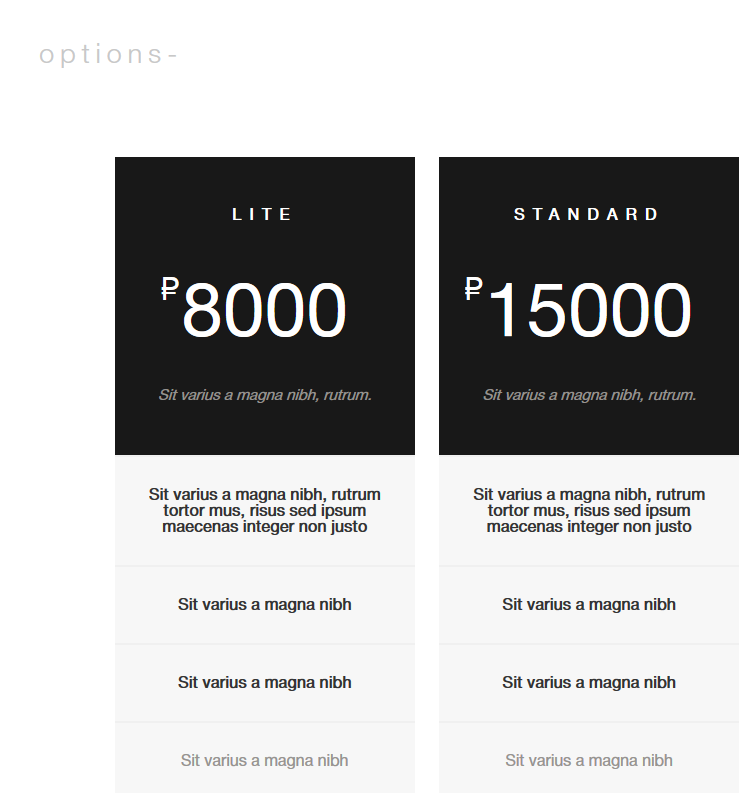 options-
LITE
₽8000
Sit varius a magna nibh, rutrum.
Sit varius a magna nibh, rutrum
tortor mus, risus sed ipsum
maecenas integer non justo
Sit varius a magna nibh
Sit varius a magna nibh
Sit varius a magna nibh
STANDARD
₽15000
Sit varius a magna nibh, rutrum.
Sit varius a magna nibh, rutrum
tortor mus, risus sed ipsum
maecenas integer non justo
Sit varius a magna nibh
Sit varius a magna nibh
Sit varius a magna nibh